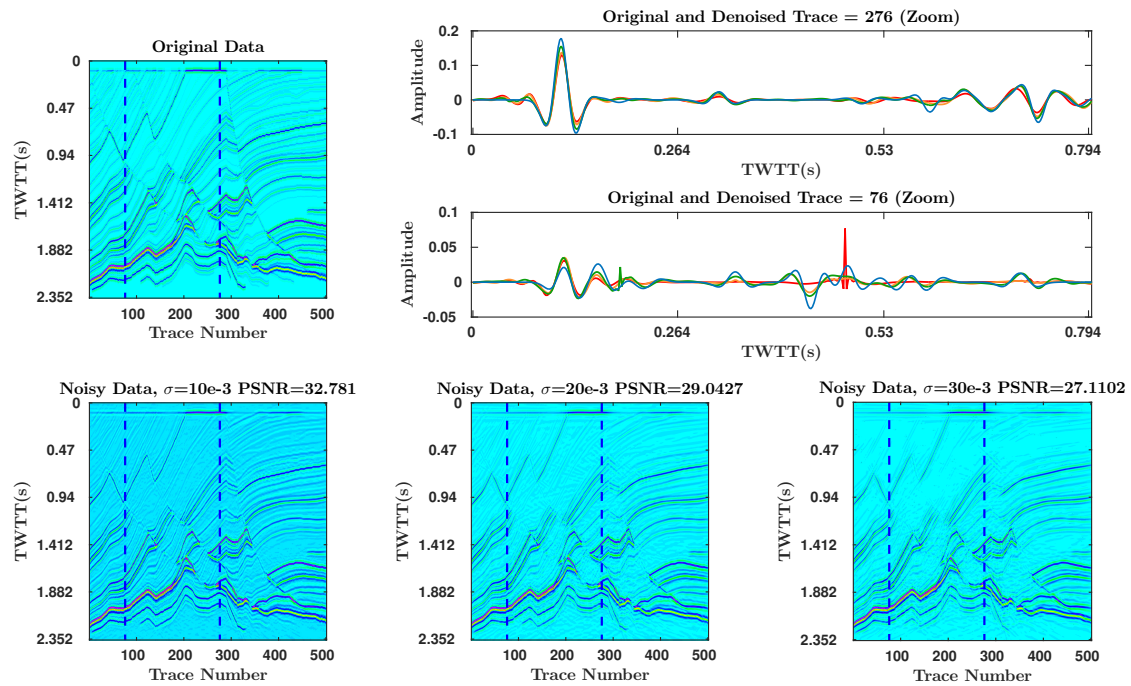 Original Data
0
0.47
0.94
1.412
1.882
2.352
TWTT(s)
100 200 300 400 500
Trace Number
Original and Denoised Trace = 276 (Zoom)
0.2
0.1
0
-0.1
Amplitude
0 0.264 0.53 0.794
TWTT(s)
Original and Denoised Trace = 76 (Zoom)
0.1
0.05
0
-0.05
Amplitude
0 0.264 0.53 0.794
TWTT(s)
Noisy Data, σ=10e-3 PSNR=32.781
0
0.47
0.94
1.412
1.882
2.352
TWTT(s)
100 200 300 400 500
Trace Number
Noisy Data, σ=20e-3 PSNR=29.0427
0
0.47
0.94
1.412
1.882
2.352
TWTT(s)
100 200 300 400 500
Trace Number
Noisy Data, σ=30e-3 PSNR=27.1102
0
0.47
0.94
1.412
1.882
2.352
TWTT(s)
100 200 300 400 500
Trace Number